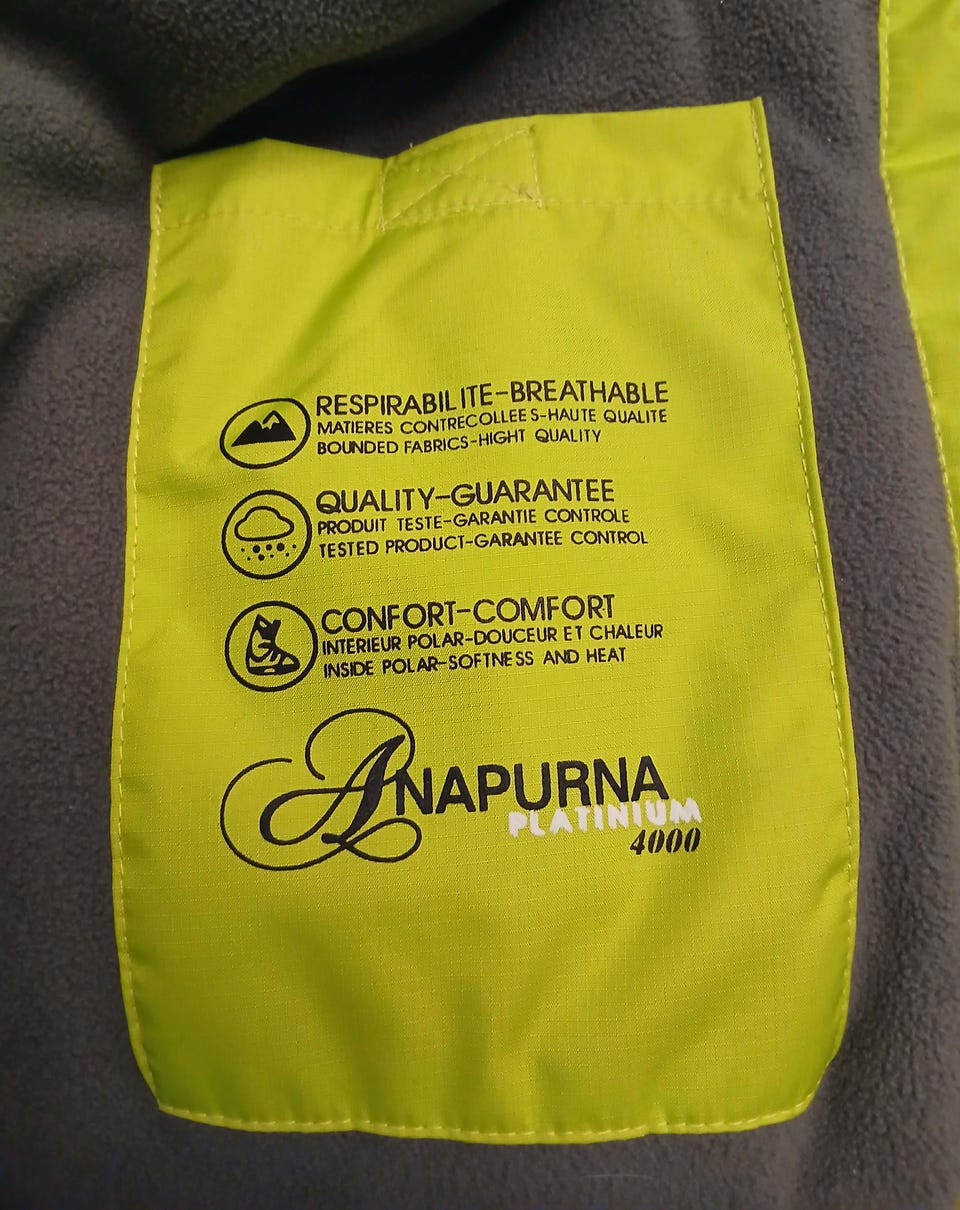 RESPIRABILITE-BREATHABLE
MATIERES CONTRECOLLEES-HAUTE QUALITE
BOUNDED FABRICS-HIGHT QUALITY
QUALITY-GUARANTEE
PRODUIT TESTE-GARANTIE CONTROLE
TESTED PRODUCT-GARANTEE CONTROL
CONFORT-COMFORT
INTERIEUR POLAR-DOUCEUR ET CHALEUR
INSIDE POLAR-SOFTNESS AND HEAT
ANAPURNA
PLATINIUM
4000